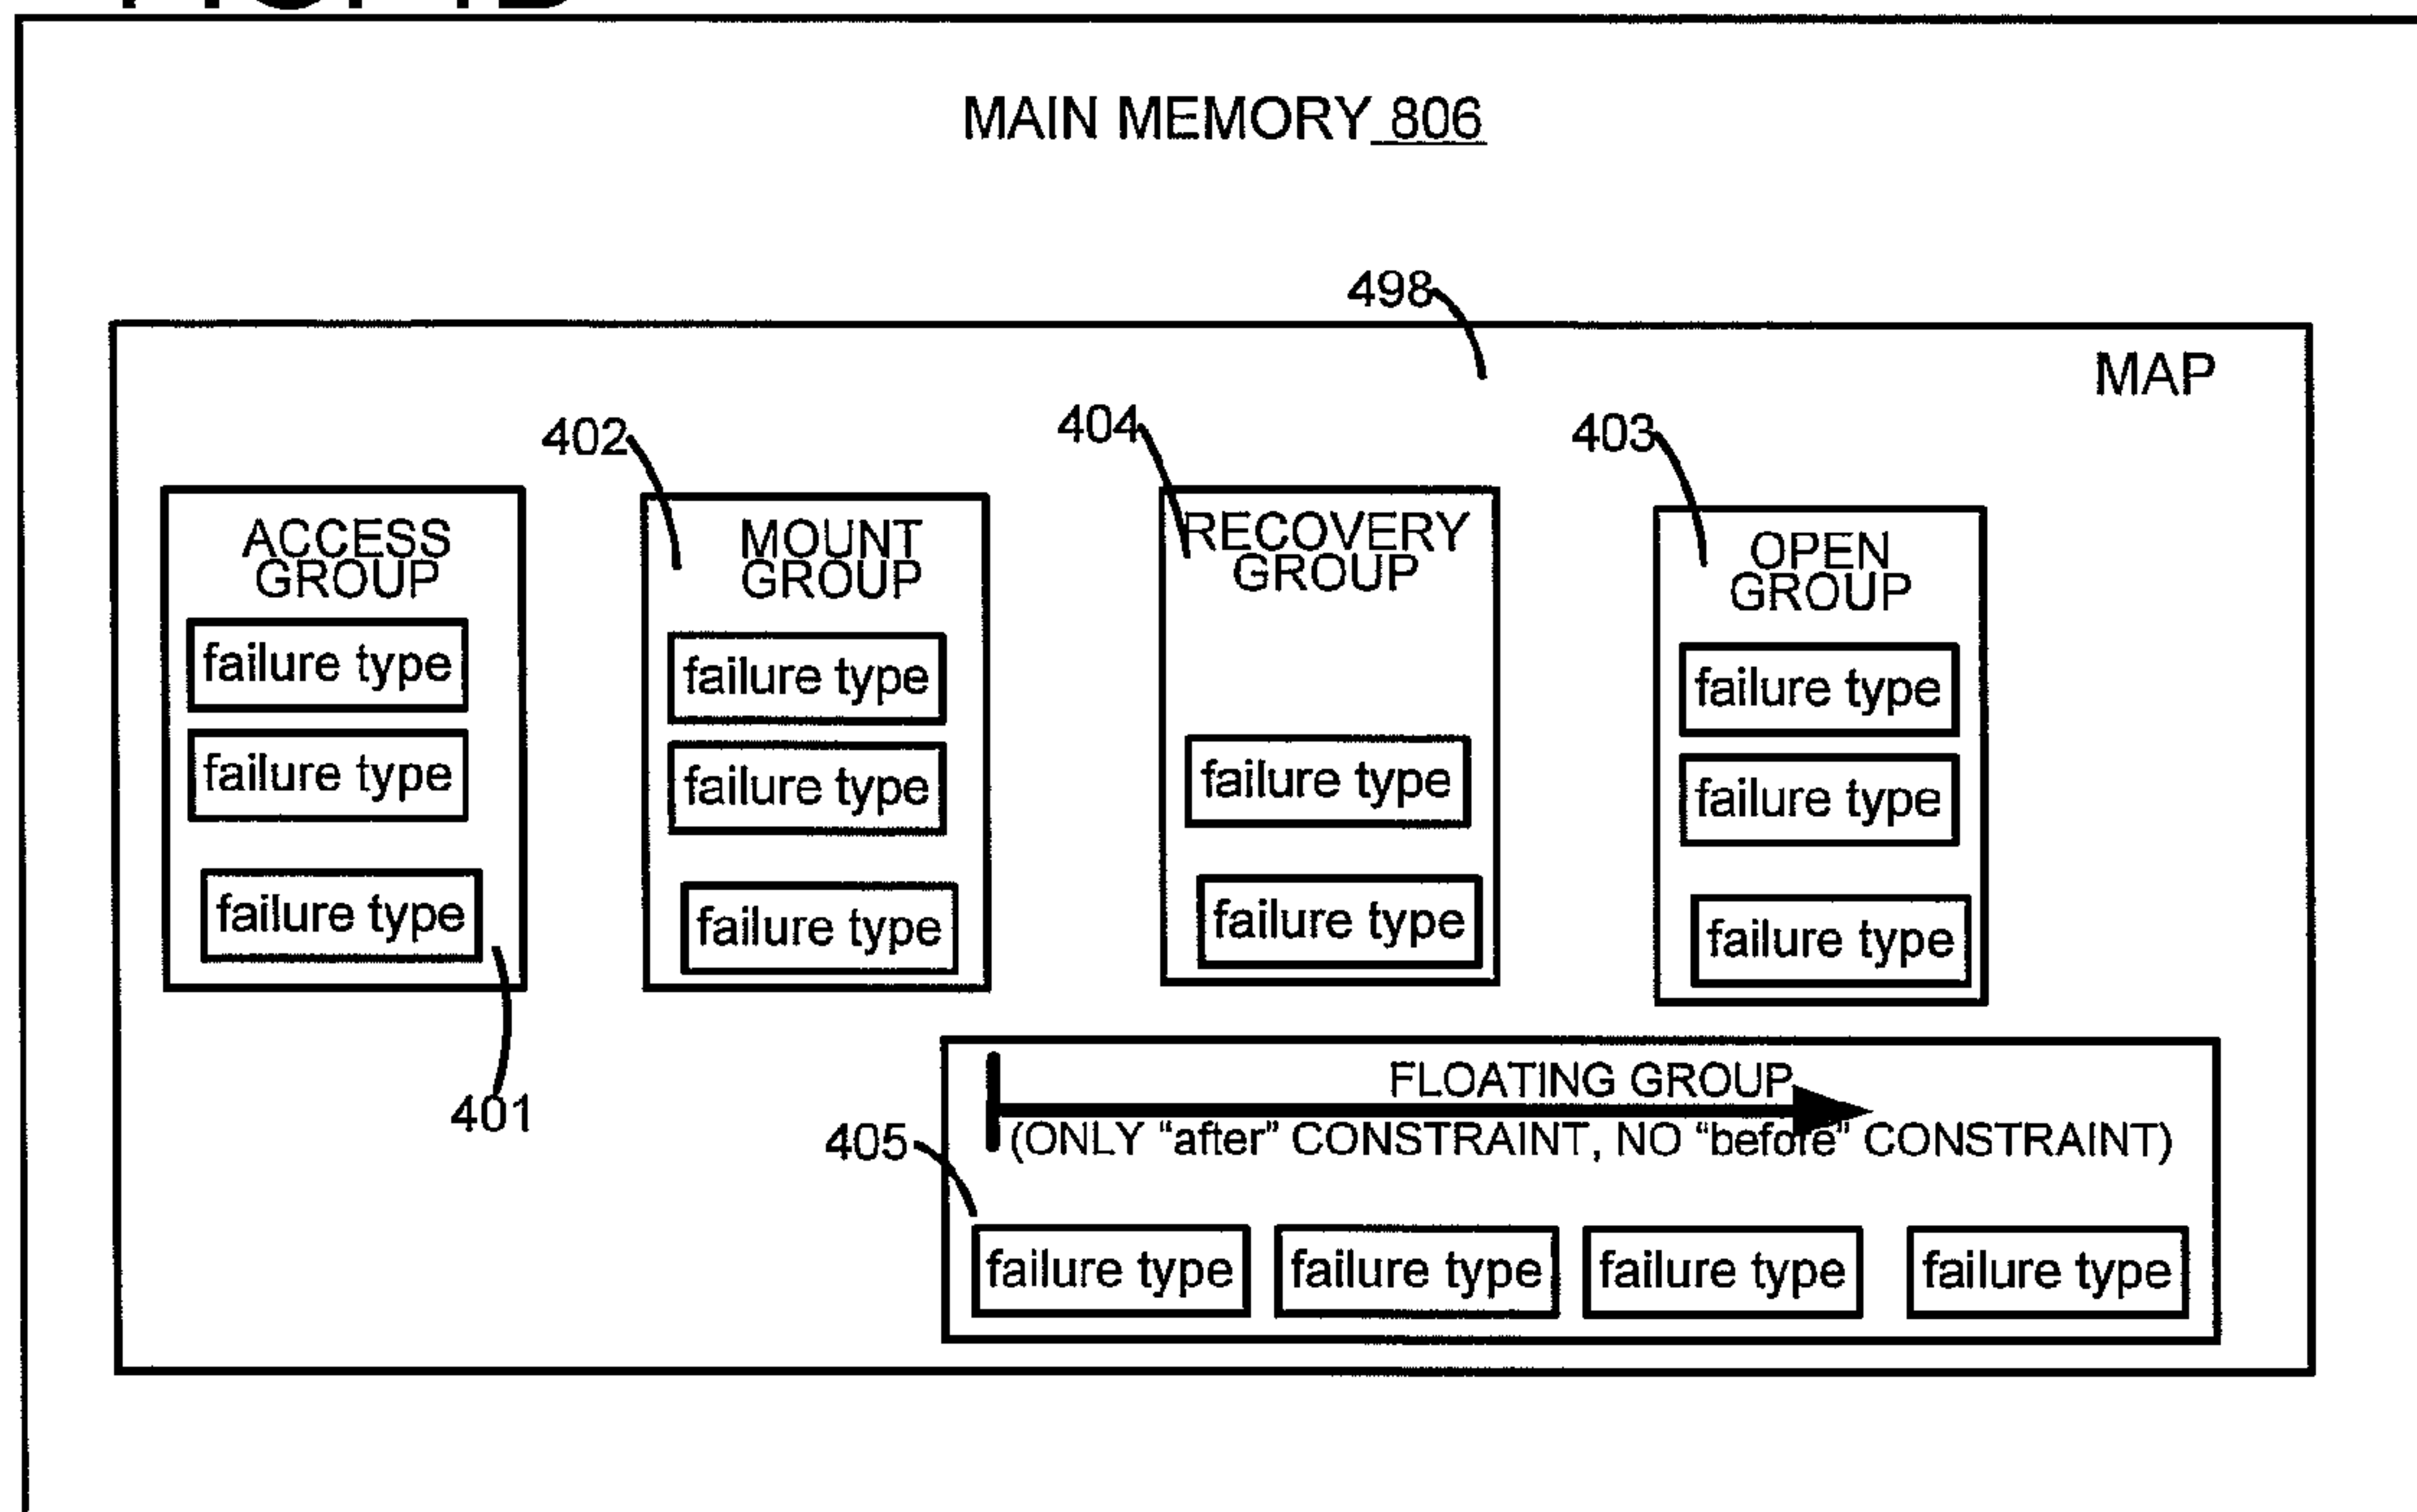 MAIN MEMORY 806
498
MAP
402
404
403
ACCESS
GROUP
failure type
failure type
failure type
401
MOUNT
GROUP
failure type
failure type
failure type
RECOVERY
GROUP
failure type
failure type
OPEN
GROUP
failure type
failure type
failure type
FLOATING GROUP
(ONLY “after” CONSTRAINT, NO “before” CONSTRAINT)
405
failure type failure type failure type failure type